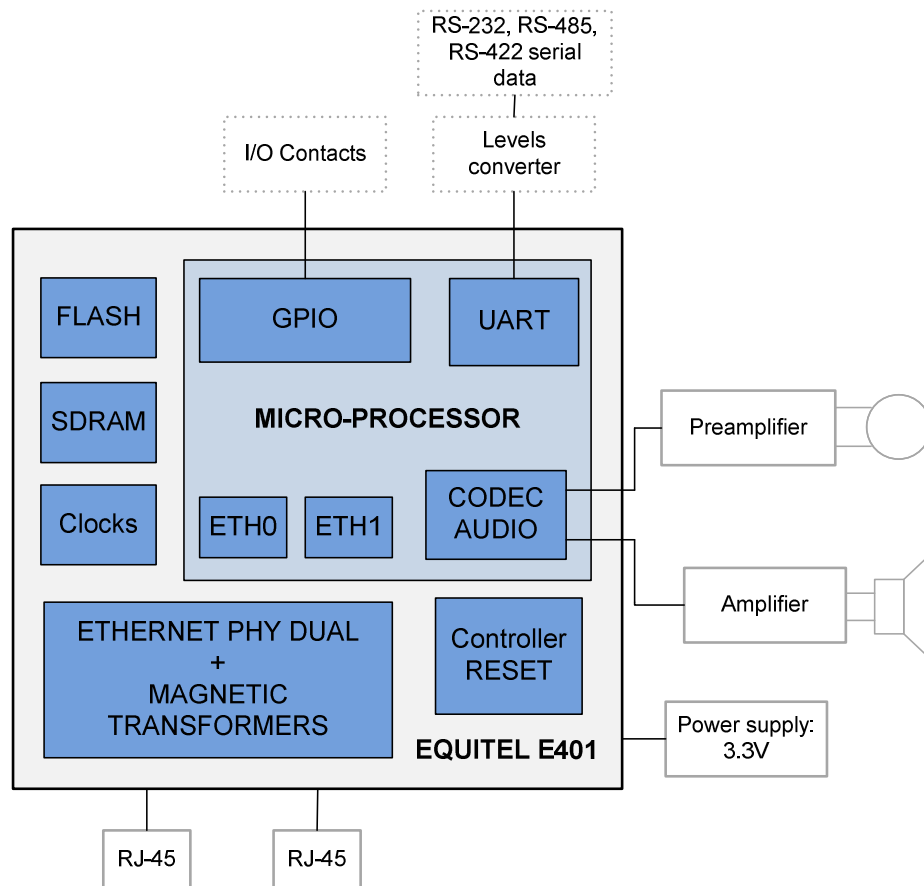 RS-232, RS-485,
RS-422 serial
data
I/O Contacts
Levels
converter
FLASH
GPIO
UART
SDRAM
MICRO-PROCESSOR
Preamplifier
Clocks
ETH0
ETH1
CODEC
AUDIO
Amplifier
ETHERNET PHY DUAL
+
MAGNETIC
TRANSFORMERS
Controller
RESET
EQUITEL E401
Power supply:
3.3V
RJ-45
RJ-45